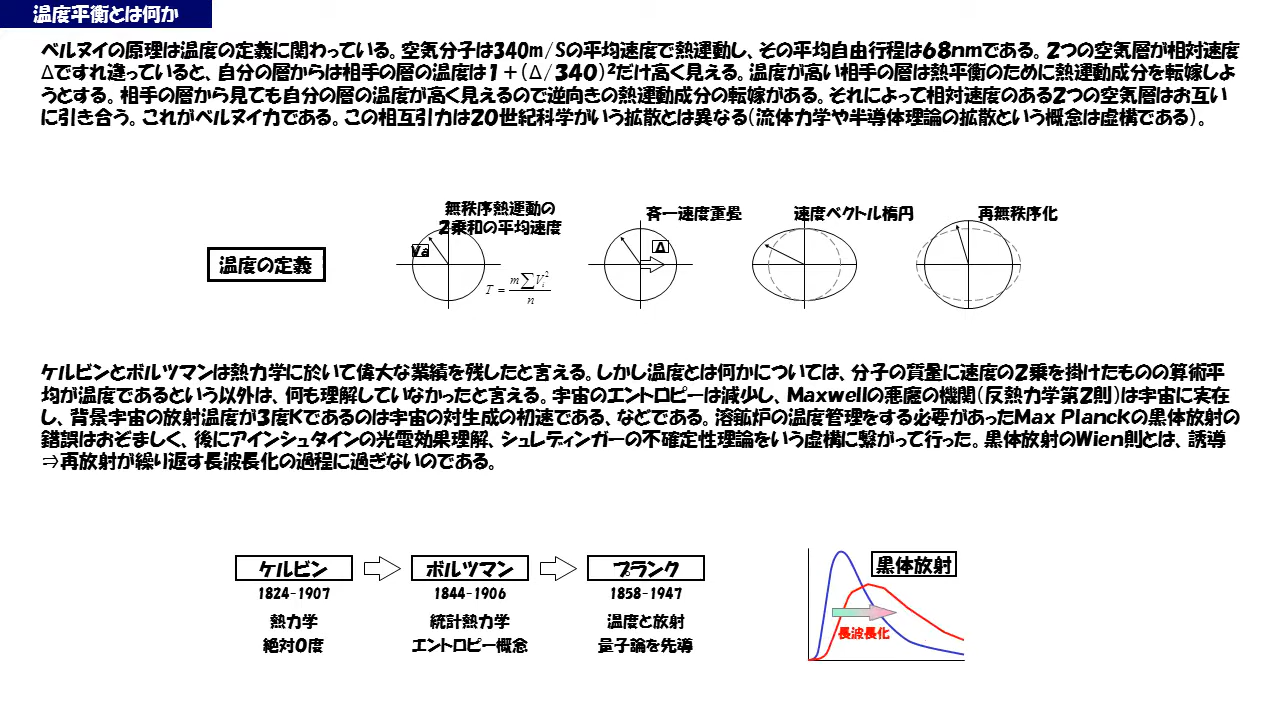 温度平衡とは何か
ベルヌイの原理は温度の定義に関わっている。空気分子は340m/Sの平均速度で熱運動し、その平均自由行程は68nmである。2つの空気層が相対速度
Δですれ違っていると、自分の層からは相手の層の温度は1+(Δ/340)²だけ高く見える。温度が高い相手の層は熱平衡のために熱運動成分を転嫁しよ
うとする。相手の層から見ても自分の層の温度が高く見えるので逆向きの熱運動成分の転嫁がある。それによって相対速度のある2つの空気層はお互い
に引き合う。これがベルヌイ力である。この相互引力は20世紀科学がいう拡散とは異なる(流体力学や半導体理論の拡散という概念は虚構である)。
無秩序熱運動の
2乗和の平均速度
斉一速度重畳
速度ベクトル楕円
再無秩序化
Va
Δ
温度の定義
T = m∑Vi² / n
ケルビンとボルツマンは熱力学に於いて偉大な業績を残したと言える。しかし温度とは何かについては、分子の質量に速度の2乗を掛けたものの算術平
均が温度であるという以外は、何も理解していなかったと言える。宇宙のエントロピーは減少し、Maxwellの悪魔の機関(反熱力学第2則)は宇宙に実在
し、背景宇宙の放射温度が3度Kであるのは宇宙の対生成の初速である、などである。溶鉱炉の温度管理をする必要があったMax Planckの黒体放射の
錯誤はおぞましく、後にアインシュタインの光電効果理解、シュレディンガーの不確定性理論をいう虚構に繋がって行った。黒体放射のWien則とは、誘導
⇒再放射が繰り返す長波長化の過程に過ぎないのである。
ケルビン
ボルツマン
プランク
黒体放射
1824-1907
1844-1906
1858-1947
熱力学
統計熱力学
温度と放射
長波長化
絶対0度
エントロピー概念
量子論を先導